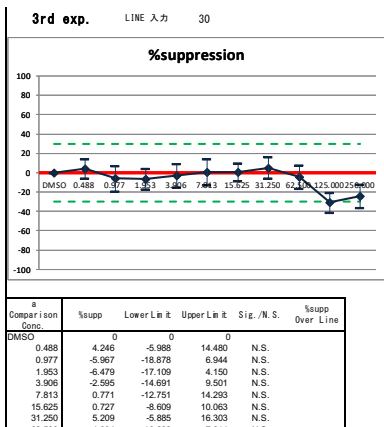 3rd exp. LINE 入力 30
%suppression
100
80
60
40
20
0
-20
-40
-60
-80
-100
DMSO 0.488 0.977 1.953 3.906 7.813 15.625 31.250 62.500 125.000 250.000
a
Comparison Conc. %supp LowerLimit UpperLimit Sig./N.S. %supp Over Line
DMSO 0 0 0
0.488 4.246 -5.988 14.480 N.S.
0.977 -5.967 -18.878 6.944 N.S.
1.953 -6.479 -17.109 4.150 N.S.
3.906 -2.595 -14.691 9.501 N.S.
7.813 0.771 -12.751 14.293 N.S.
15.625 0.727 -8.609 10.063 N.S.
31.250 5.209 -5.885 16.303 N.S.